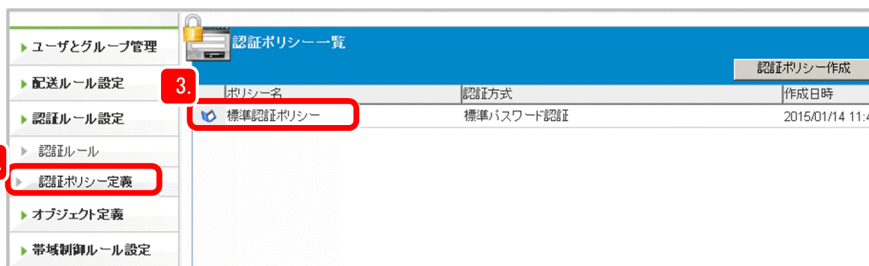 ユーザとグループ管理
配送ルール設定
認証ルール設定
認証ルール
認証ポリシー定義
オブジェクト定義
帯域制御ルール設定
認証ポリシー一覧
認証ポリシー作成
3.
ポリシー名 認証方式 作成日時
標準認証ポリシー 標準パスワード認証 2015/01/14 11:4